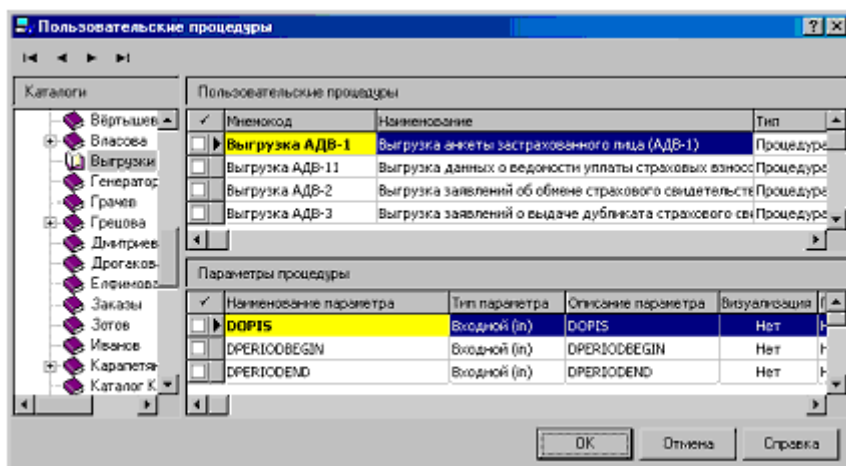 Пользовательские процедуры
Каталоги
Вёртышев
Власова
Выгрузки
Генератор
Грачев
Грешова
Дмитриев
Дрогаков
Елфимова
Заказы
Зотов
Иванов
Карапетян
Каталог К
Пользовательские процедуры
Мнемокод Наименование Тип
Выгрузка АДВ-1 Выгрузка анкеты застрахованного лица (АДВ-1) Процедура
Выгрузка АДВ-11 Выгрузка данных о ведомости уплаты страховых взносо Процедура
Выгрузка АДВ-2 Выгрузка заявлений об обмене страхового свидетельств Процедура
Выгрузка АДВ-3 Выгрузка заявлений о выдаче дубликата страхового св Процедура
Параметры процедуры
Наименование параметра Тип параметра Описание параметра Визуализация
DOPIS Входной (in) DOPIS Нет
DPERIODBEGIN Входной (in) DPERIODBEGIN Нет
DPERIODEND Входной (in) DPERIODEND Нет
OK Отмена Справка